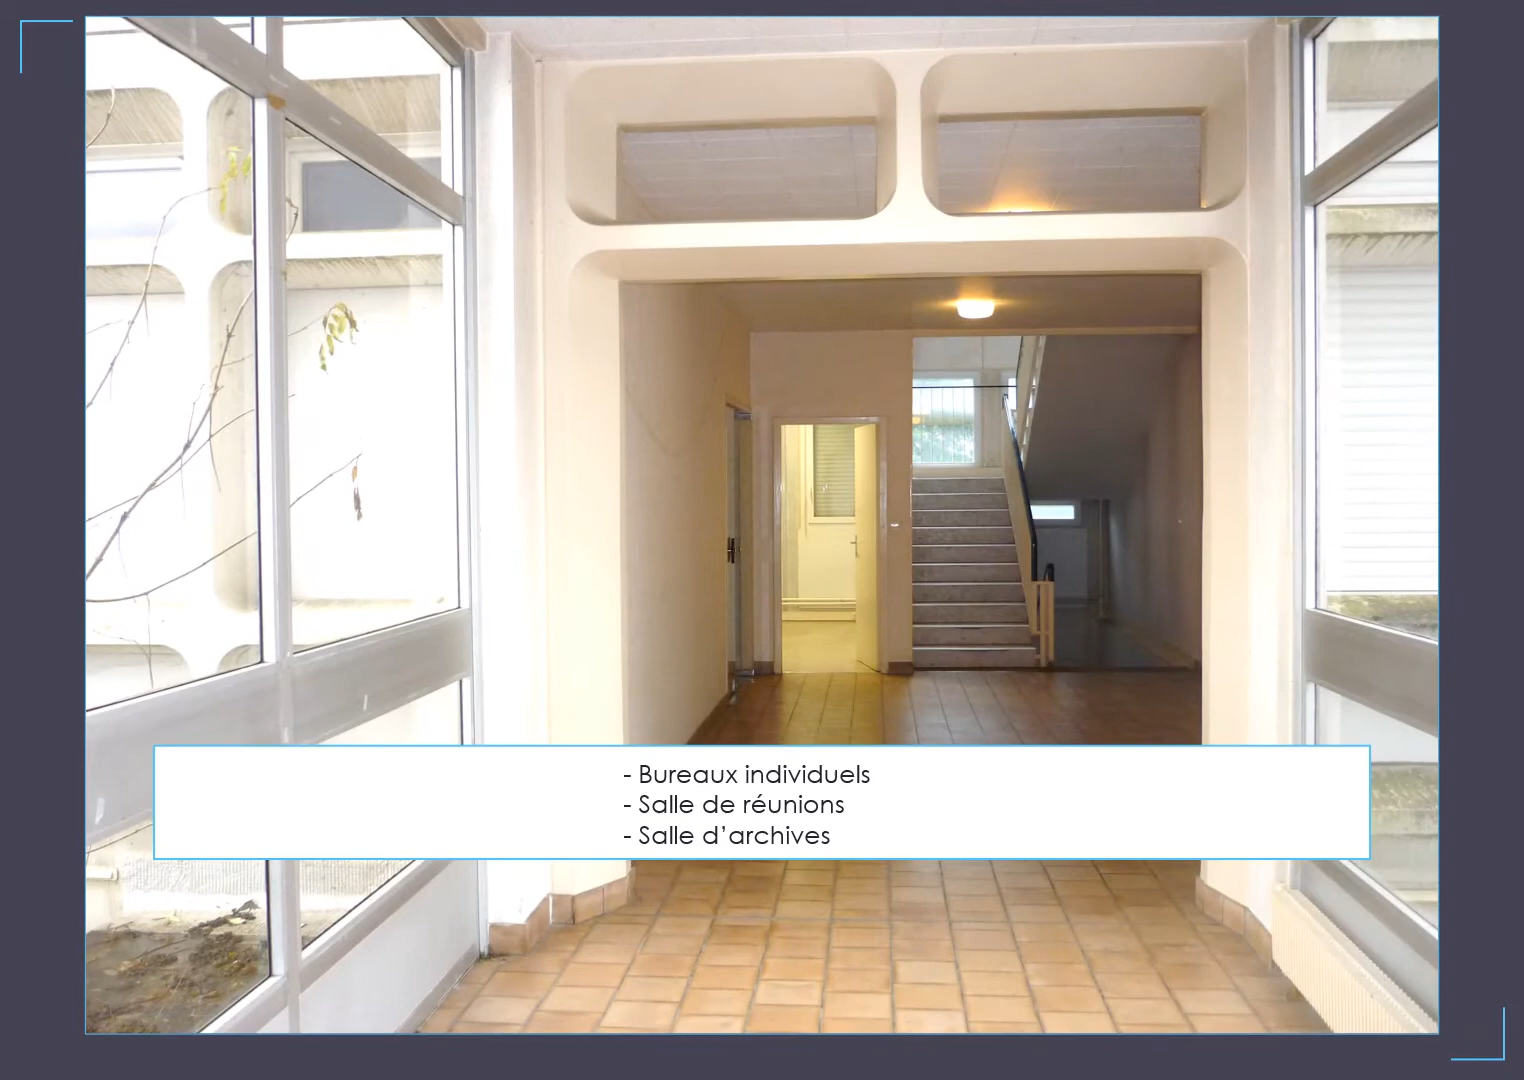 - Bureaux individuels
- Salle de réunions
- Salle d’archives